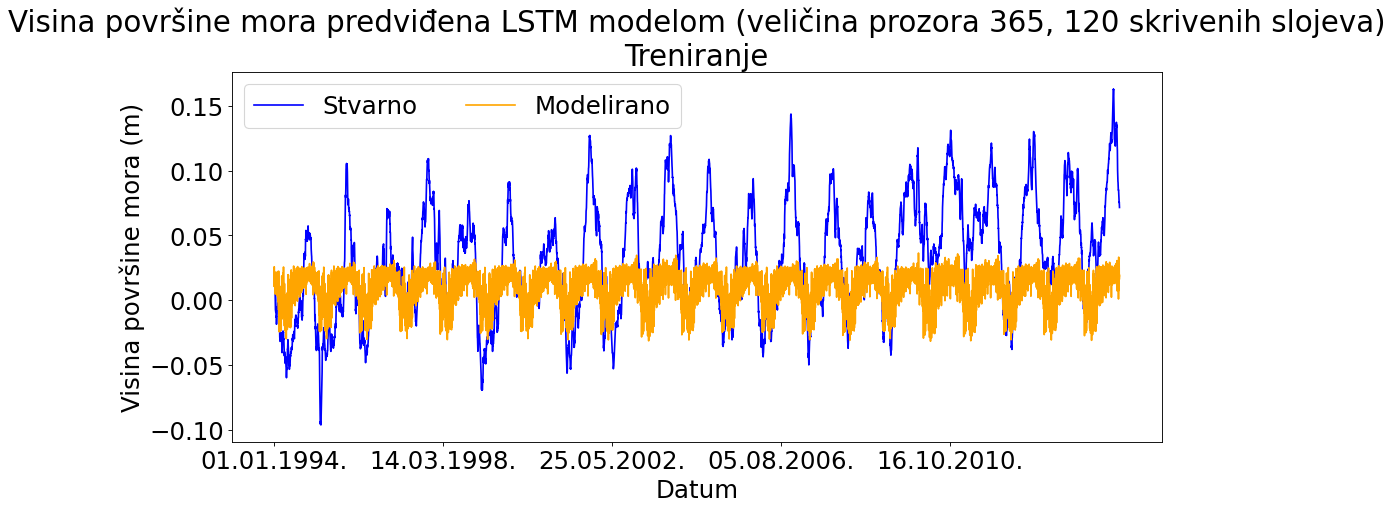 Visina površine mora predviđena LSTM modelom (veličina prozora 365, 120 skrivenih slojeva)
Treniranje
Stvarno Modelirano
Visina površine mora (m)
0.15
0.10
0.05
0.00
−0.05
−0.10
01.01.1994. 14.03.1998. 25.05.2002. 05.08.2006. 16.10.2010.
Datum